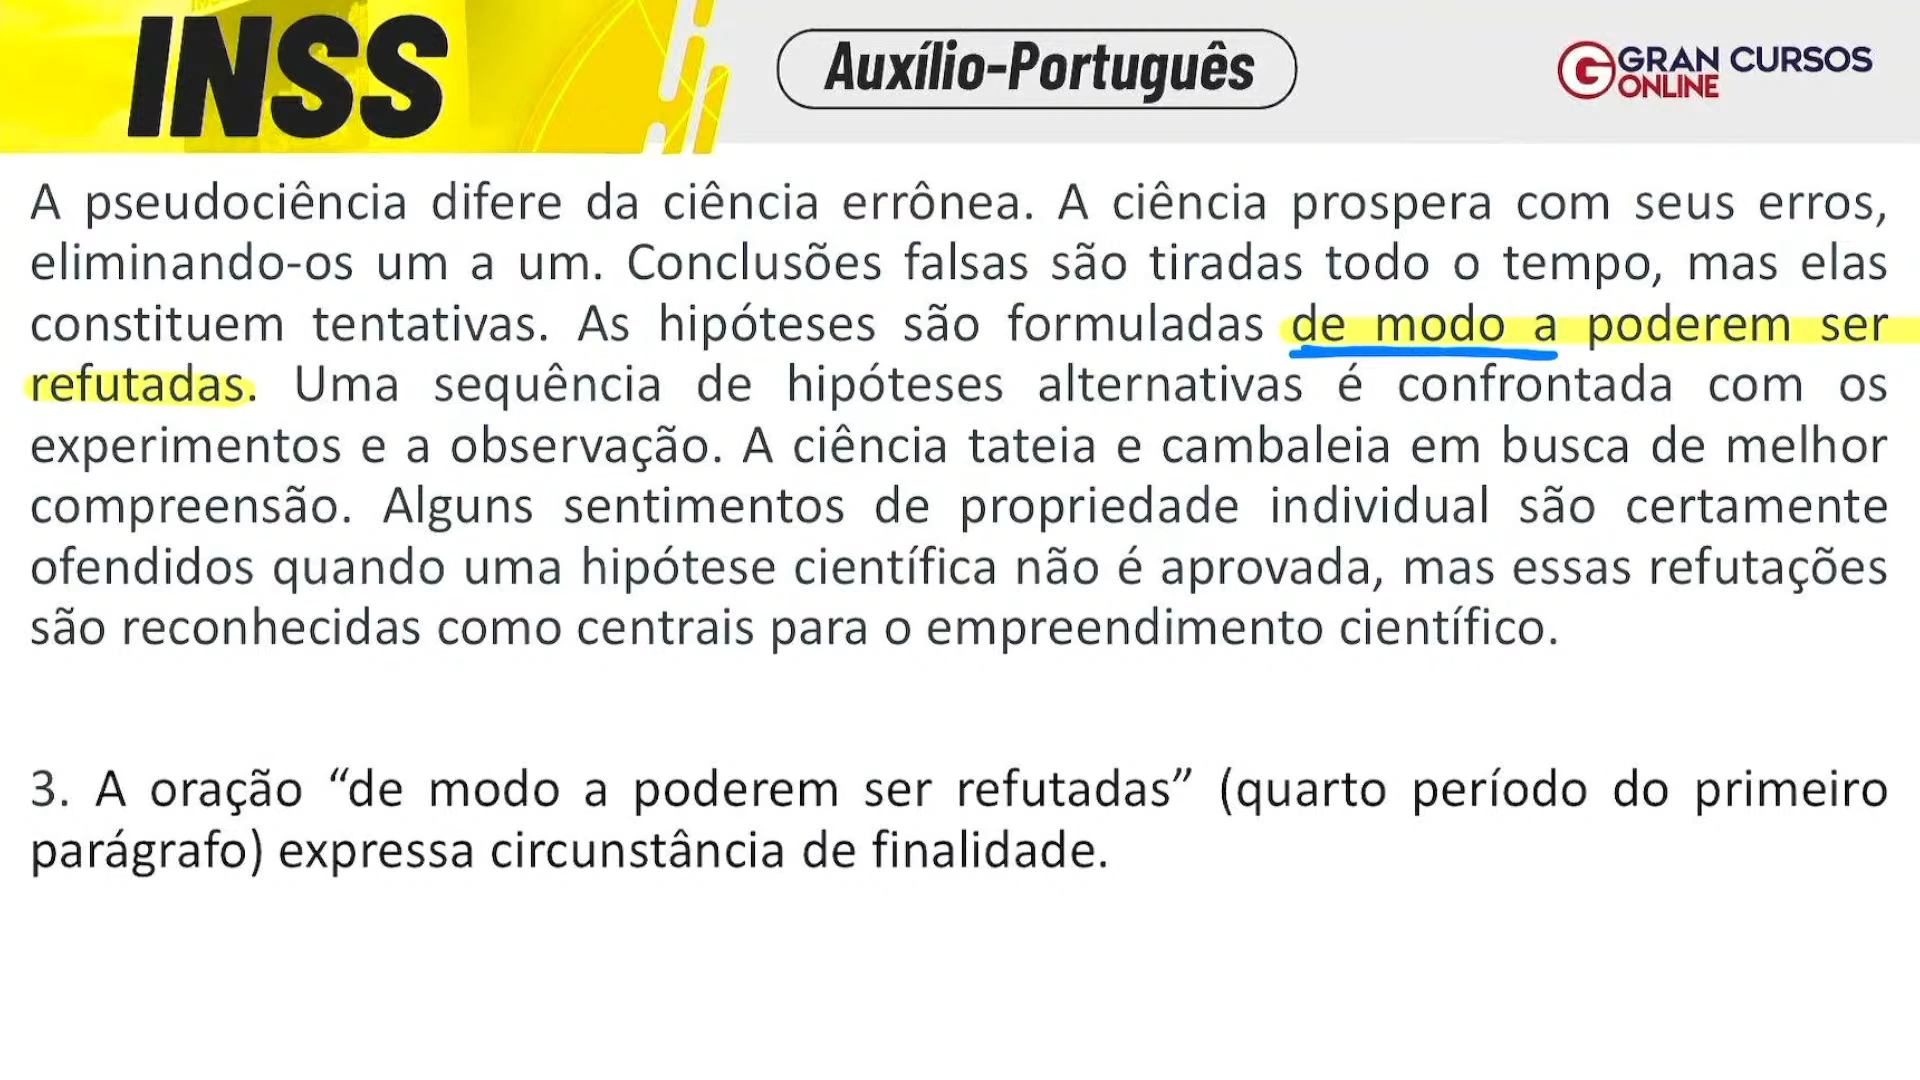 INSS
Auxílio-Português
GRAN CURSOS
ONLINE
A pseudociência difere da ciência errônea. A ciência prospera com seus erros,
eliminando-os um a um. Conclusões falsas são tiradas todo o tempo, mas elas
constituem tentativas. As hipóteses são formuladas de modo a poderem ser
refutadas. Uma sequência de hipóteses alternativas é confrontada com os
experimentos e a observação. A ciência tateia e cambaleia em busca de melhor
compreensão. Alguns sentimentos de propriedade individual são certamente
ofendidos quando uma hipótese científica não é aprovada, mas essas refutações
são reconhecidas como centrais para o empreendimento científico.
3. A oração “de modo a poderem ser refutadas” (quarto período do primeiro
parágrafo) expressa circunstância de finalidade.